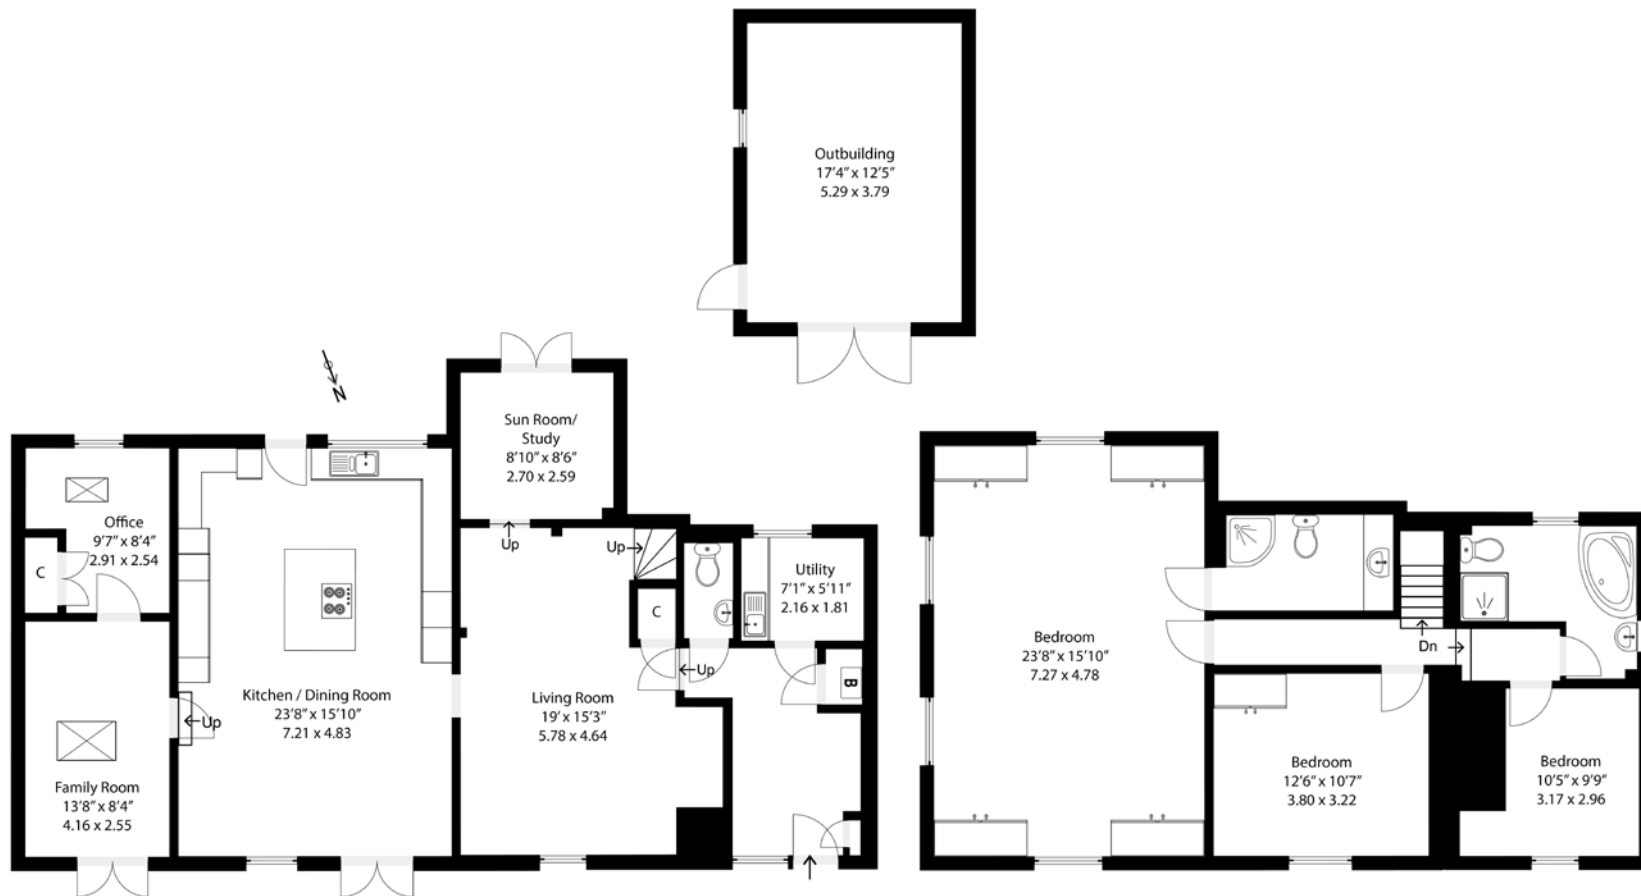 Outbuilding
17'4" x 12'5"
5.29 x 3.79
N
Sun Room/
Study
8'10" x 8'6"
2.70 x 2.59
Up
Office
9'7" x 8'4"
2.91 x 2.54
C
Up
Kitchen / Dining Room
23'8" x 15'10"
7.21 x 4.83
Family Room
13'8" x 8'4"
4.16 x 2.55
Up
C
Up
Living Room
19' x 15'3"
5.78 x 4.64
Utility
7'1" x 5'11"
2.16 x 1.81
B
Bedroom
23'8" x 15'10"
7.27 x 4.78
Dn
Bedroom
12'6" x 10'7"
3.80 x 3.22
Bedroom
10'5" x 9'9"
3.17 x 2.96